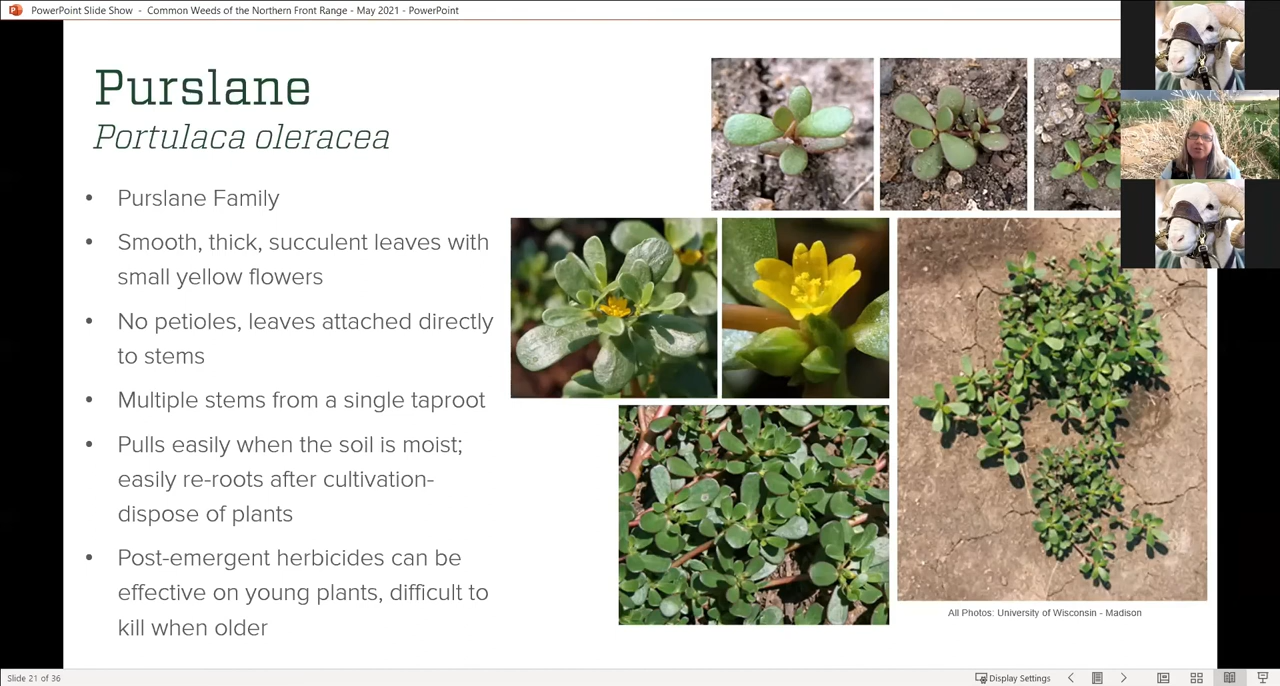 PowerPoint Slide Show - Common Weeds of the Northern Front Range - May 2021 - PowerPoint
Purslane
Portulaca oleracea
• Purslane Family
• Smooth, thick, succulent leaves with
small yellow flowers
• No petioles, leaves attached directly
to stems
• Multiple stems from a single taproot
• Pulls easily when the soil is moist;
easily re-roots after cultivation-
dispose of plants
• Post-emergent herbicides can be
effective on young plants, difficult to
kill when older
All Photos: University of Wisconsin - Madison
Slide 21 of 36
Display Settings